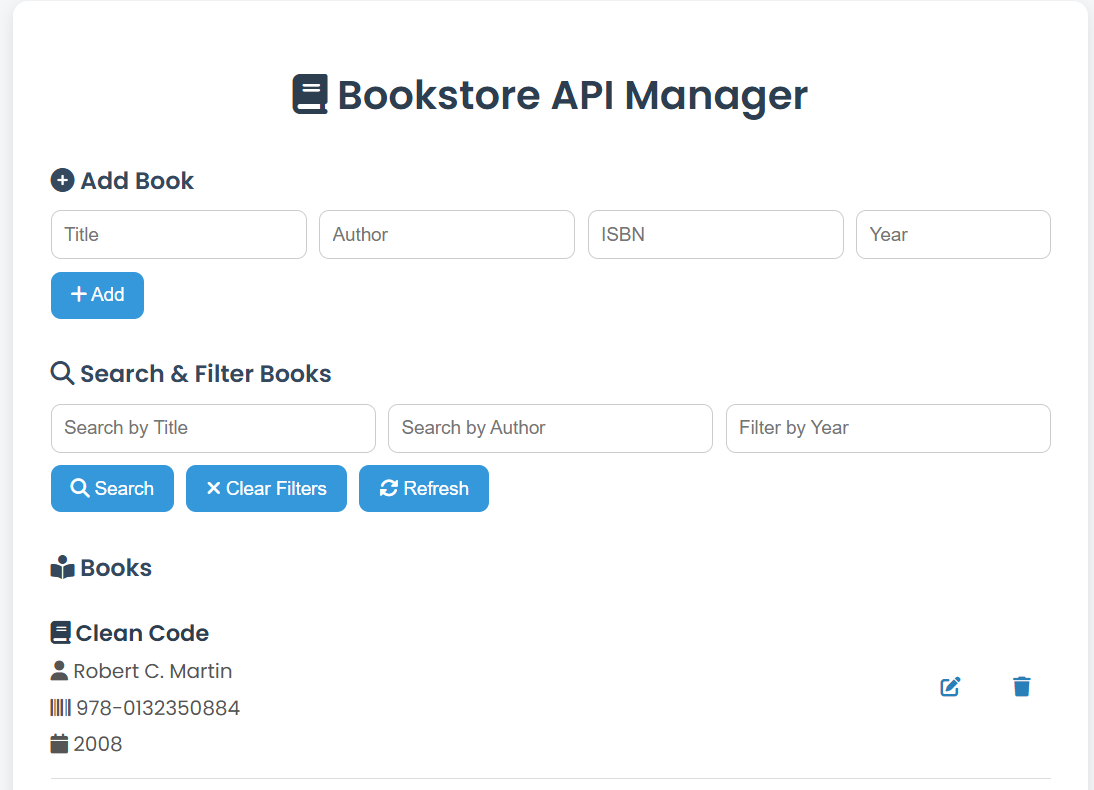 Bookstore API Manager
Add Book
Title Author ISBN Year
Add
Search & Filter Books
Search by Title Search by Author Filter by Year
Search Clear Filters Refresh
Books
Clean Code
Robert C. Martin
978-0132350884
2008